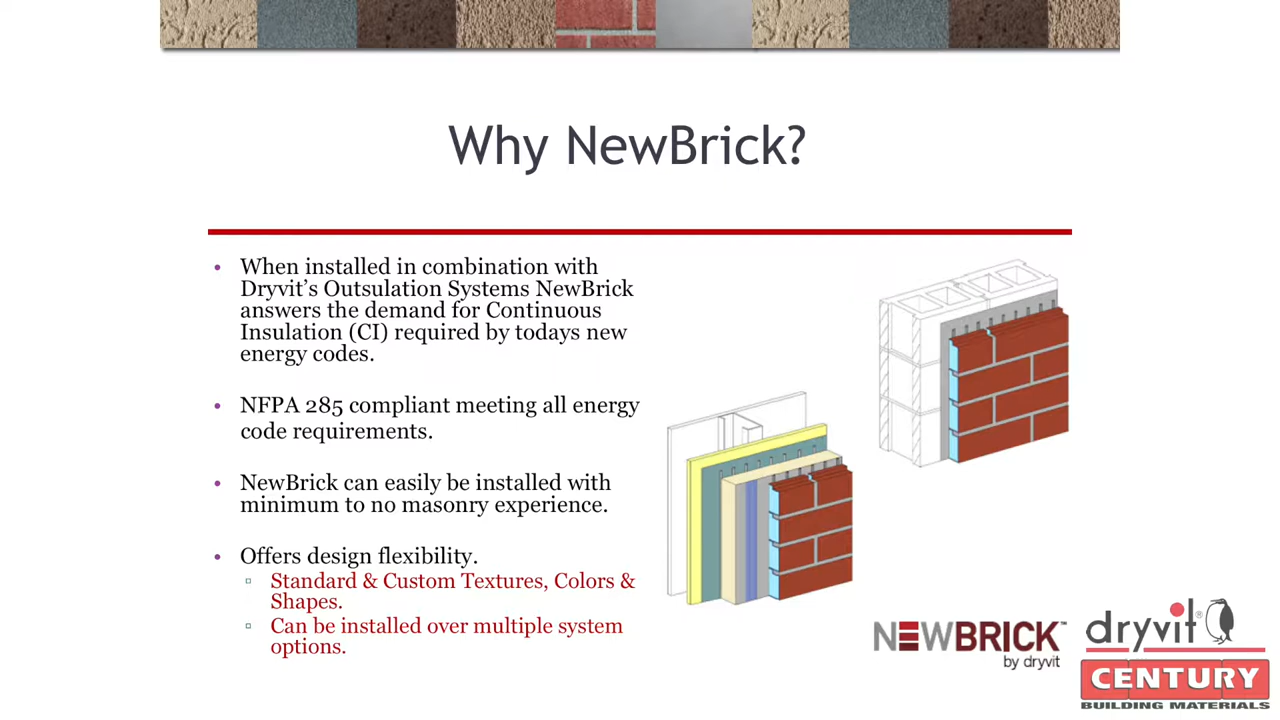 Why NewBrick?
• When installed in combination with
Dryvit’s Outsulation Systems NewBrick
answers the demand for Continuous
Insulation (CI) required by todays new
energy codes.
• NFPA 285 compliant meeting all energy
code requirements.
• NewBrick can easily be installed with
minimum to no masonry experience.
• Offers design flexibility.
▫ Standard & Custom Textures, Colors &
Shapes.
▫ Can be installed over multiple system
options.
NEWBRICK™
by dryvit
dryvit®
CENTURY
BUILDING MATERIALS